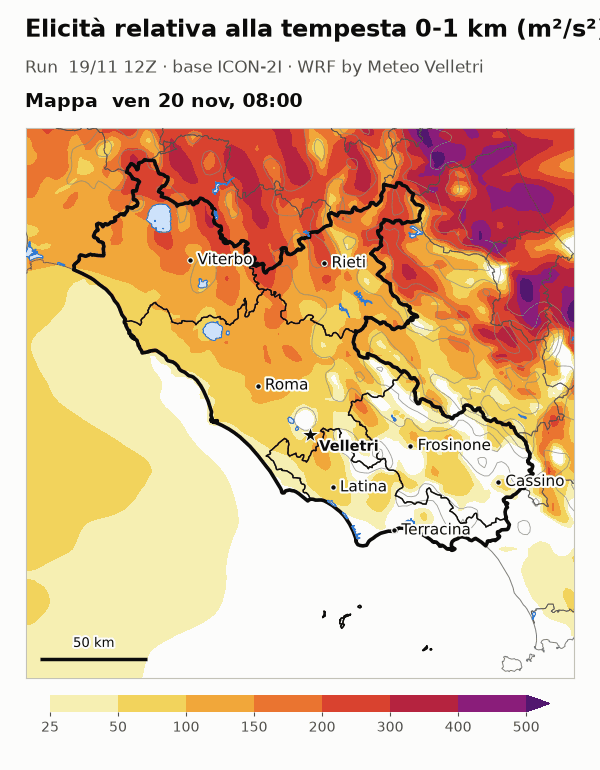 Elicità relativa alla tempesta 0-1 km (m²/s²)
Run 19/11 12Z · base ICON-2I · WRF by Meteo Velletri
Mappa ven 20 nov, 08:00
Viterbo
Rieti
Roma
Velletri
Frosinone
Latina
Cassino
Terracina
50 km
25 50 100 150 200 300 400 500